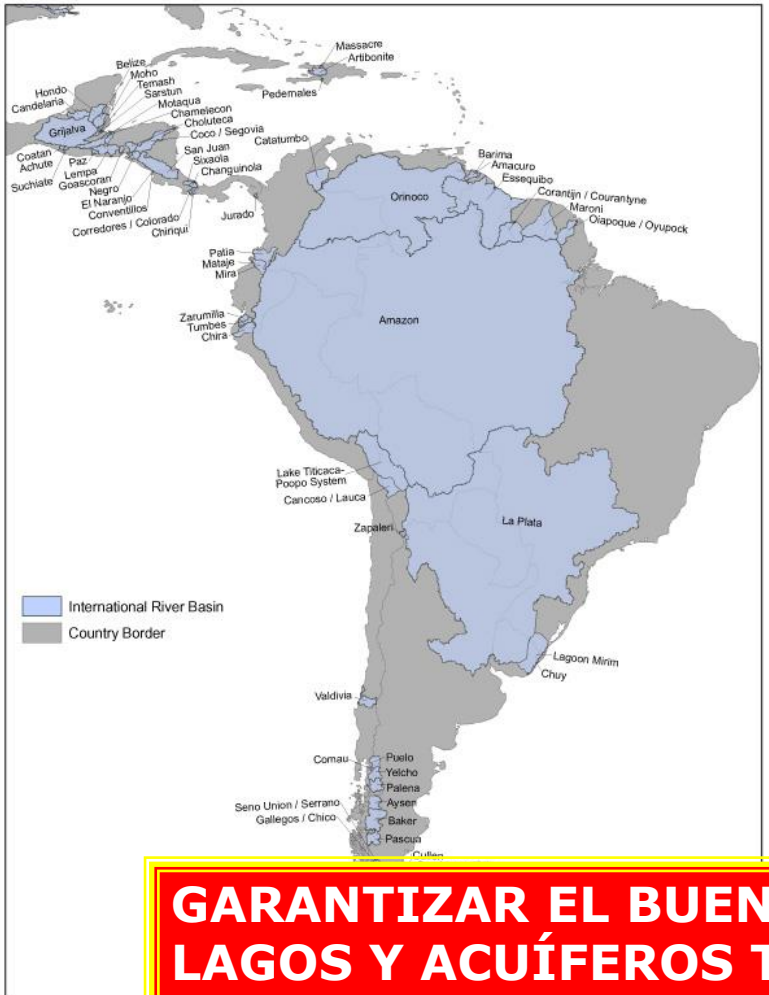 Massacre
Artibonite
Pedernales
Belize
Moho
Temash
Sarstun
Motaqua
Chamelecon
Choluteca
Coco / Segovia
Hondo
Candelaria
Grijalva
Catatumbo
San Juan
Sixaola
Changuinola
Coatan
Achute
Suchiate
Paz
Lempa
Goascoran
Negro
El Naranjo
Conventillos
Corredores / Colorado
Chiriqui
Jurado
Barima
Amacuro
Essequibo
Corantijn / Courantyne
Maroni
Oiapoque / Oyupock
Orinoco
Patia
Mataje
Mira
Amazon
Zarumilla
Tumbes
Chira
Lake Titicaca-
Poopo System
Cancoso / Lauca
Zapaleri
La Plata
International River Basin
Country Border
Lagoon Mirim
Chuy
Valdivia
Comau
Puelo
Yelcho
Palena
Seno Union / Serrano
Aysen
Gallegos / Chico
Baker
Pascua
Cullen
GARANTIZAR EL BUEN
LAGOS Y ACUÍFEROS T